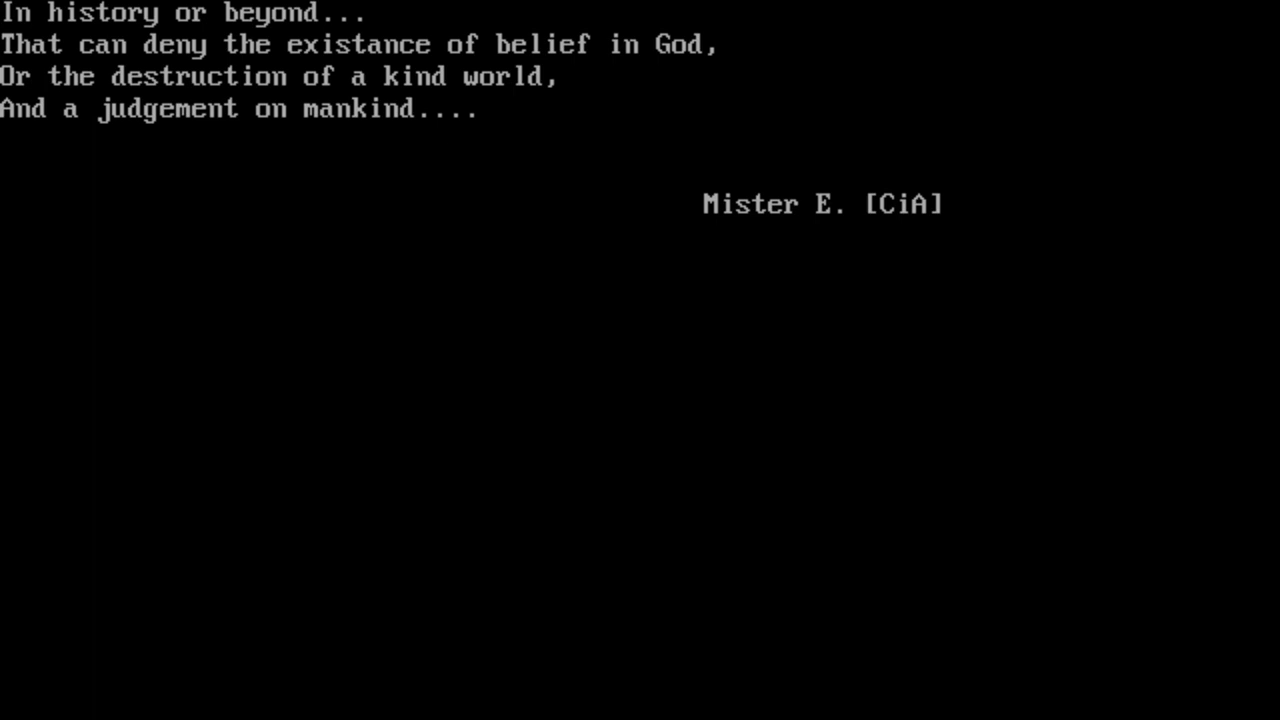 In history or beyond...
That can deny the existance of belief in God,
Or the destruction of a kind world,
And a judgement on mankind....
Mister E. [CiA]